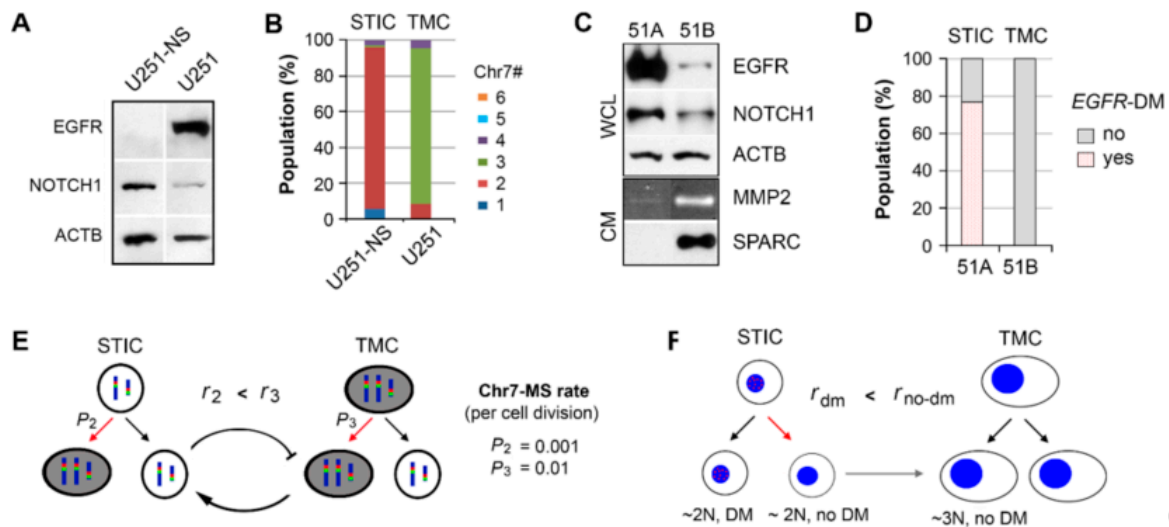 A
U251-NS
U251
EGFR
NOTCH1
ACTB
B
STIC TMC
Population (%)
100
80
60
40
20
0
U251-NS
U251
Chr7#
6
5
4
3
2
1
C
51A 51B
WCL
EGFR
NOTCH1
ACTB
CM
MMP2
SPARC
D
STIC TMC
Population (%)
100
80
60
40
20
0
51A 51B
EGFR-DM
no
yes
E
STIC
TMC
r2 < r3
P2
P3
Chr7-MS rate
(per cell division)
P2 = 0.001
P3 = 0.01
F
STIC
TMC
rdm < rno-dm
~2N, DM
~ 2N, no DM
~3N, no DM